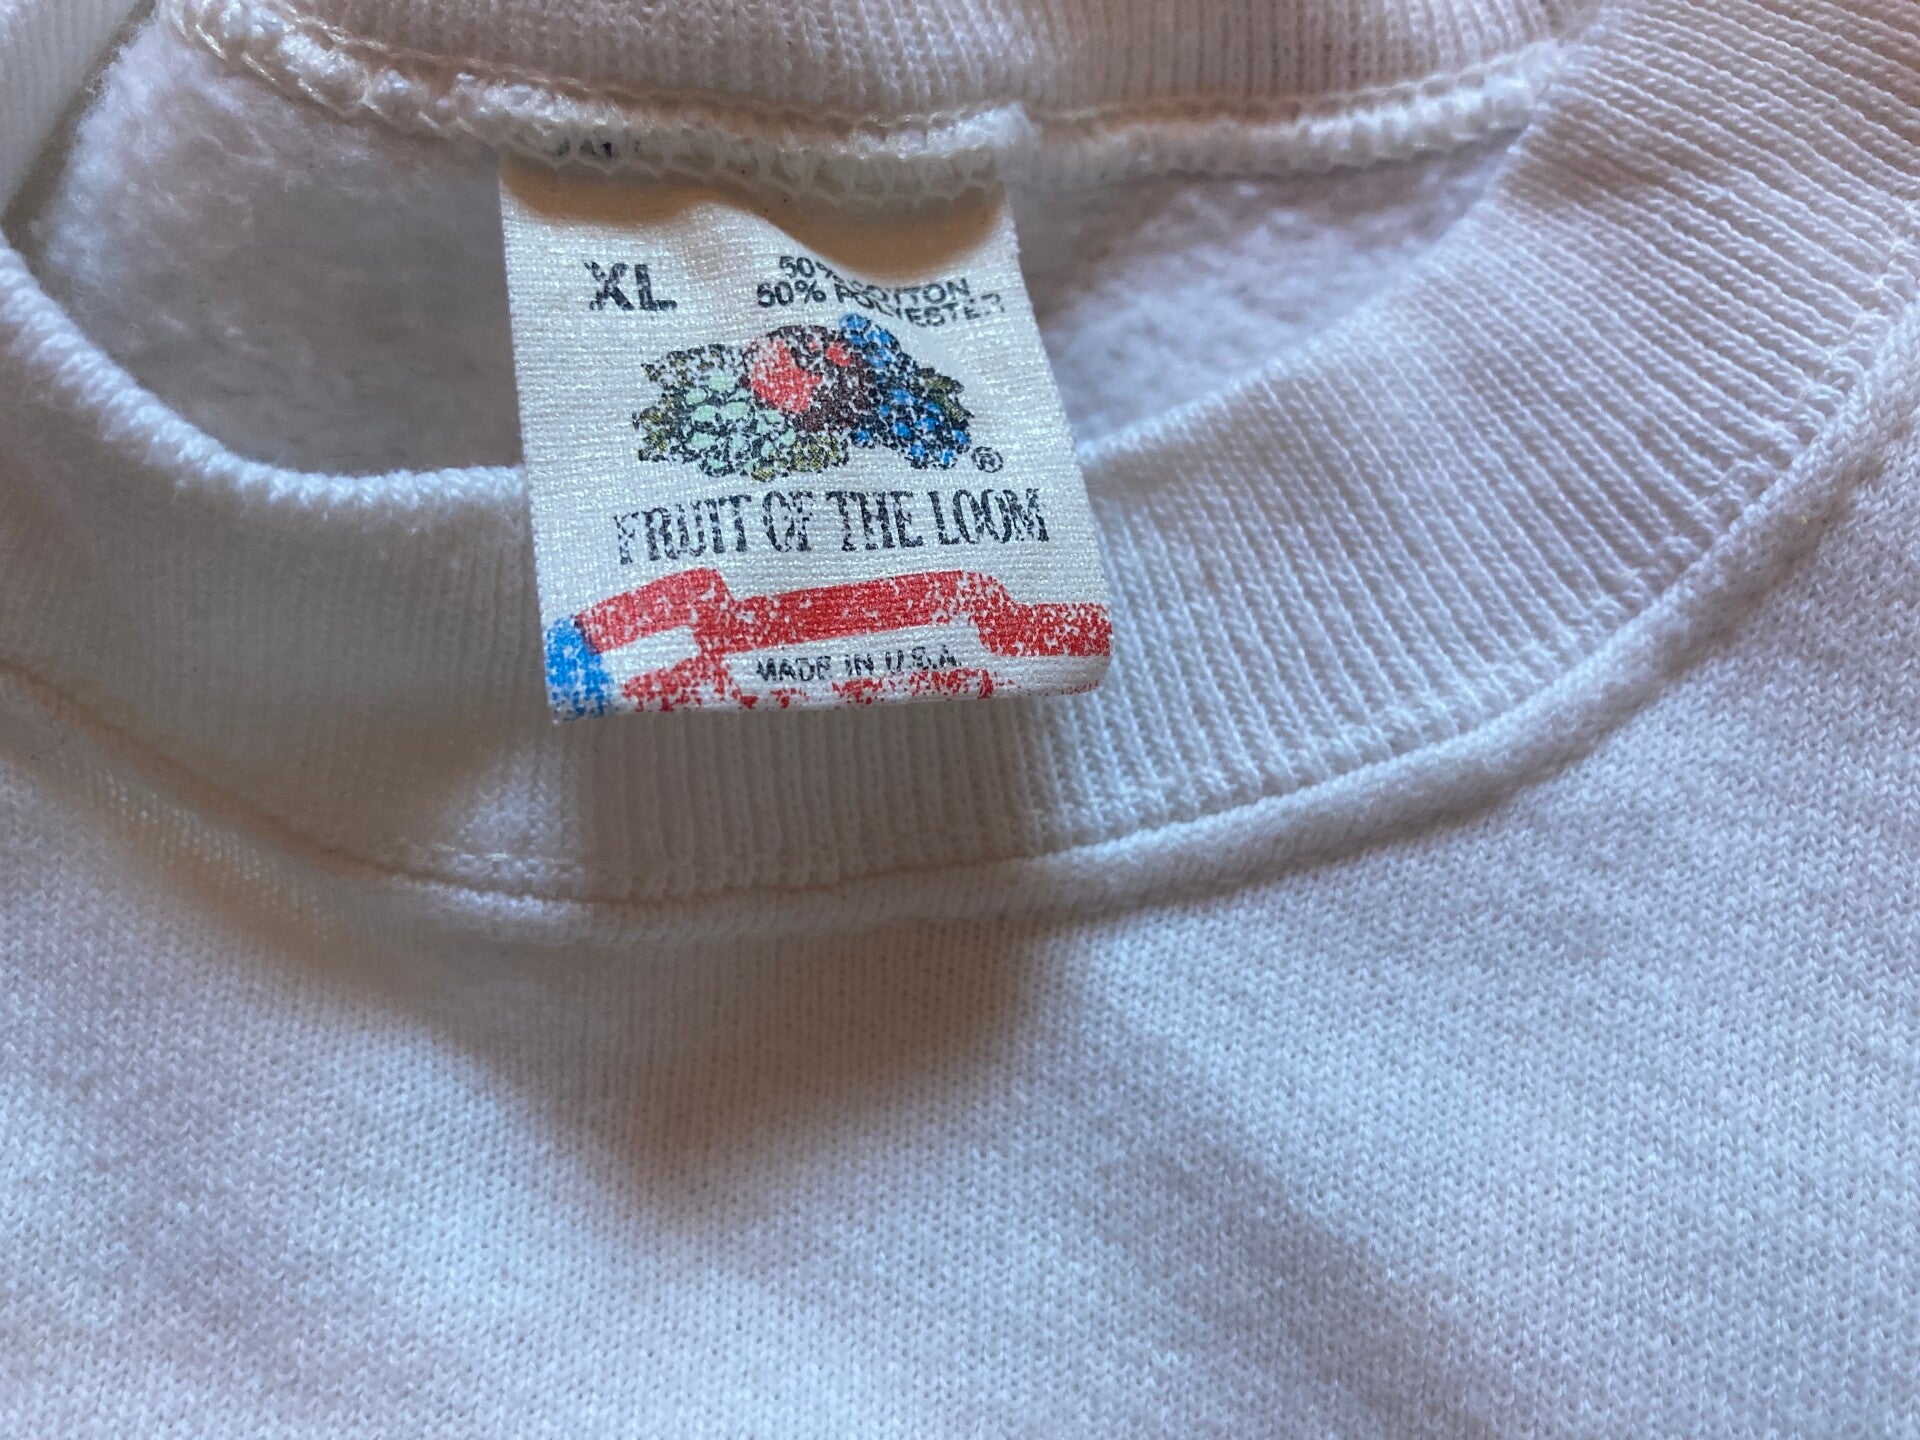 XL
50% COTTON
50% POLYESTER
®
FRUIT OF THE LOOM
MADE IN U.S.A.